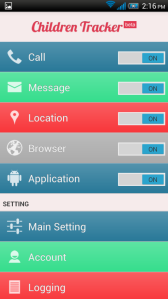 2:16 PM
Children Tracker beta
Call ON
Message ON
Location ON
Browser ON
Application ON
SETTING
Main Setting
Account
Logging